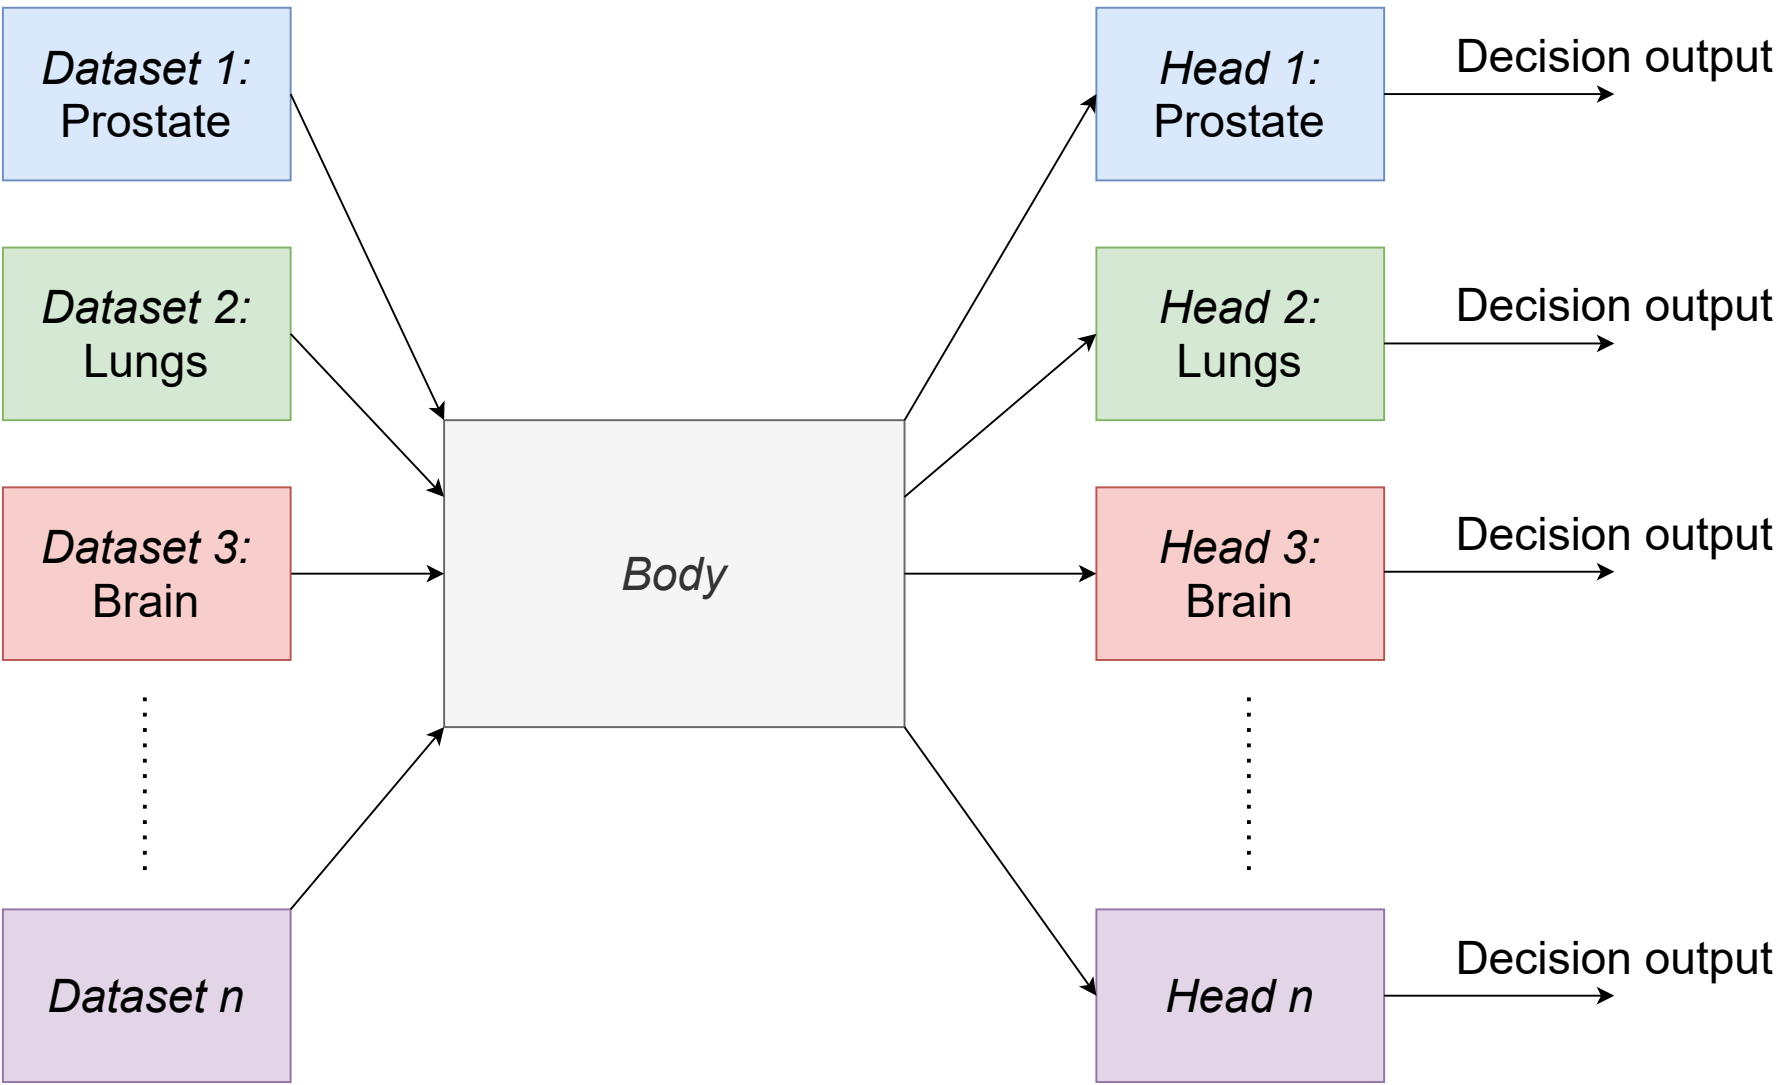 Dataset 1:
Prostate
Head 1:
Prostate
Decision output
Dataset 2:
Lungs
Head 2:
Lungs
Decision output
Dataset 3:
Brain
Body
Head 3:
Brain
Decision output
Dataset n
Head n
Decision output